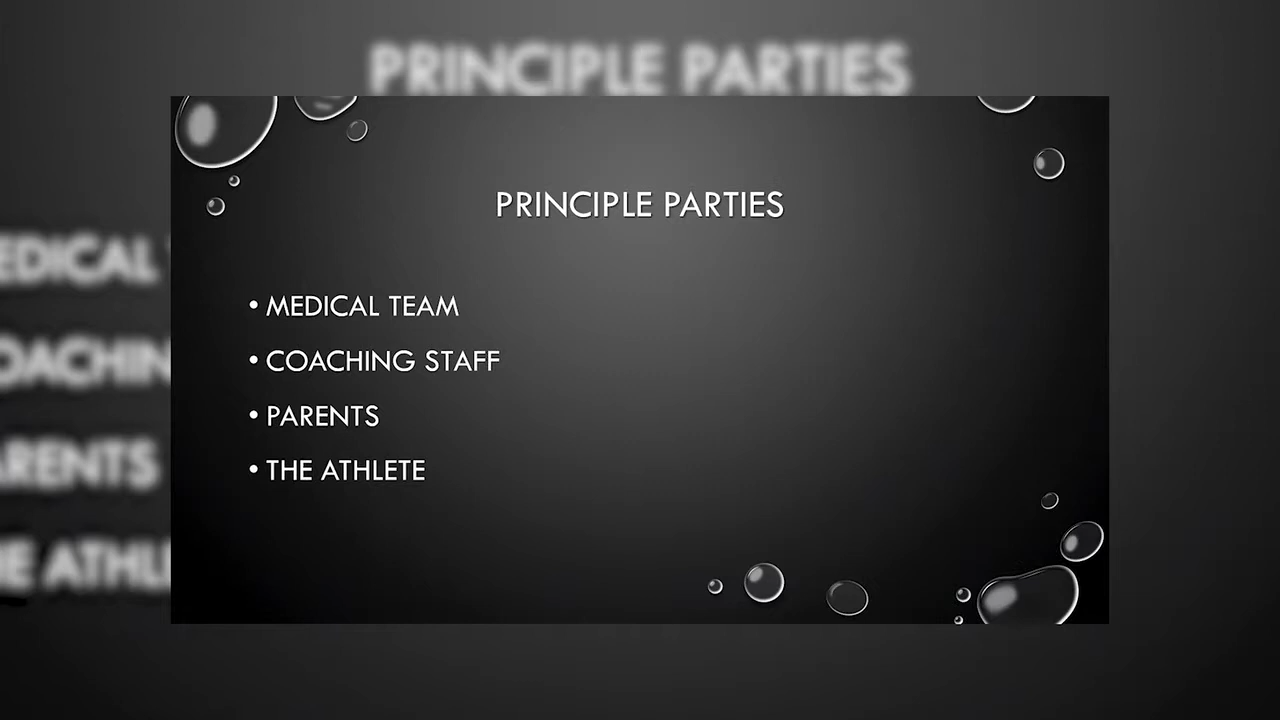 PRINCIPLE PARTIES
PRINCIPLE PARTIES
• MEDICAL TEAM
• COACHING STAFF
• PARENTS
• THE ATHLETE